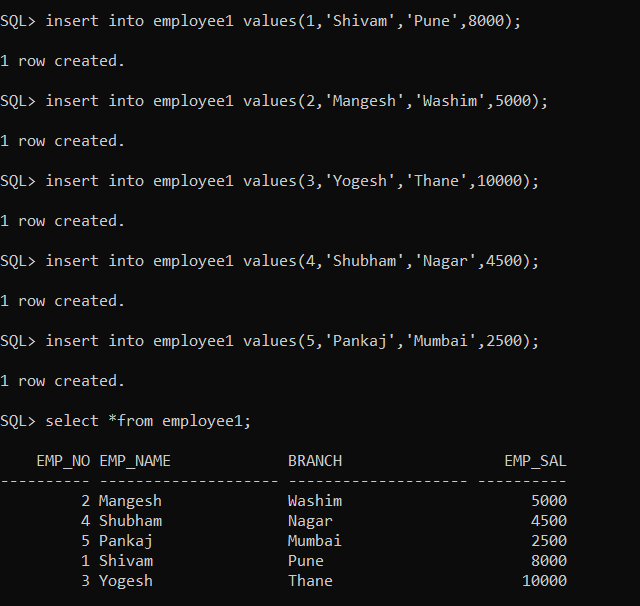 SQL> insert into employee1 values(1,'Shivam','Pune',8000);
1 row created.
SQL> insert into employee1 values(2,'Mangesh','Washim',5000);
1 row created.
SQL> insert into employee1 values(3,'Yogesh','Thane',10000);
1 row created.
SQL> insert into employee1 values(4,'Shubham','Nagar',4500);
1 row created.
SQL> insert into employee1 values(5,'Pankaj','Mumbai',2500);
1 row created.
SQL> select *from employee1;
    EMP_NO EMP_NAME             BRANCH                  EMP_SAL
---------- -------------------- -------------------- ----------
         2 Mangesh              Washim                     5000
         4 Shubham              Nagar                      4500
         5 Pankaj               Mumbai                     2500
         1 Shivam               Pune                       8000
         3 Yogesh               Thane                     10000